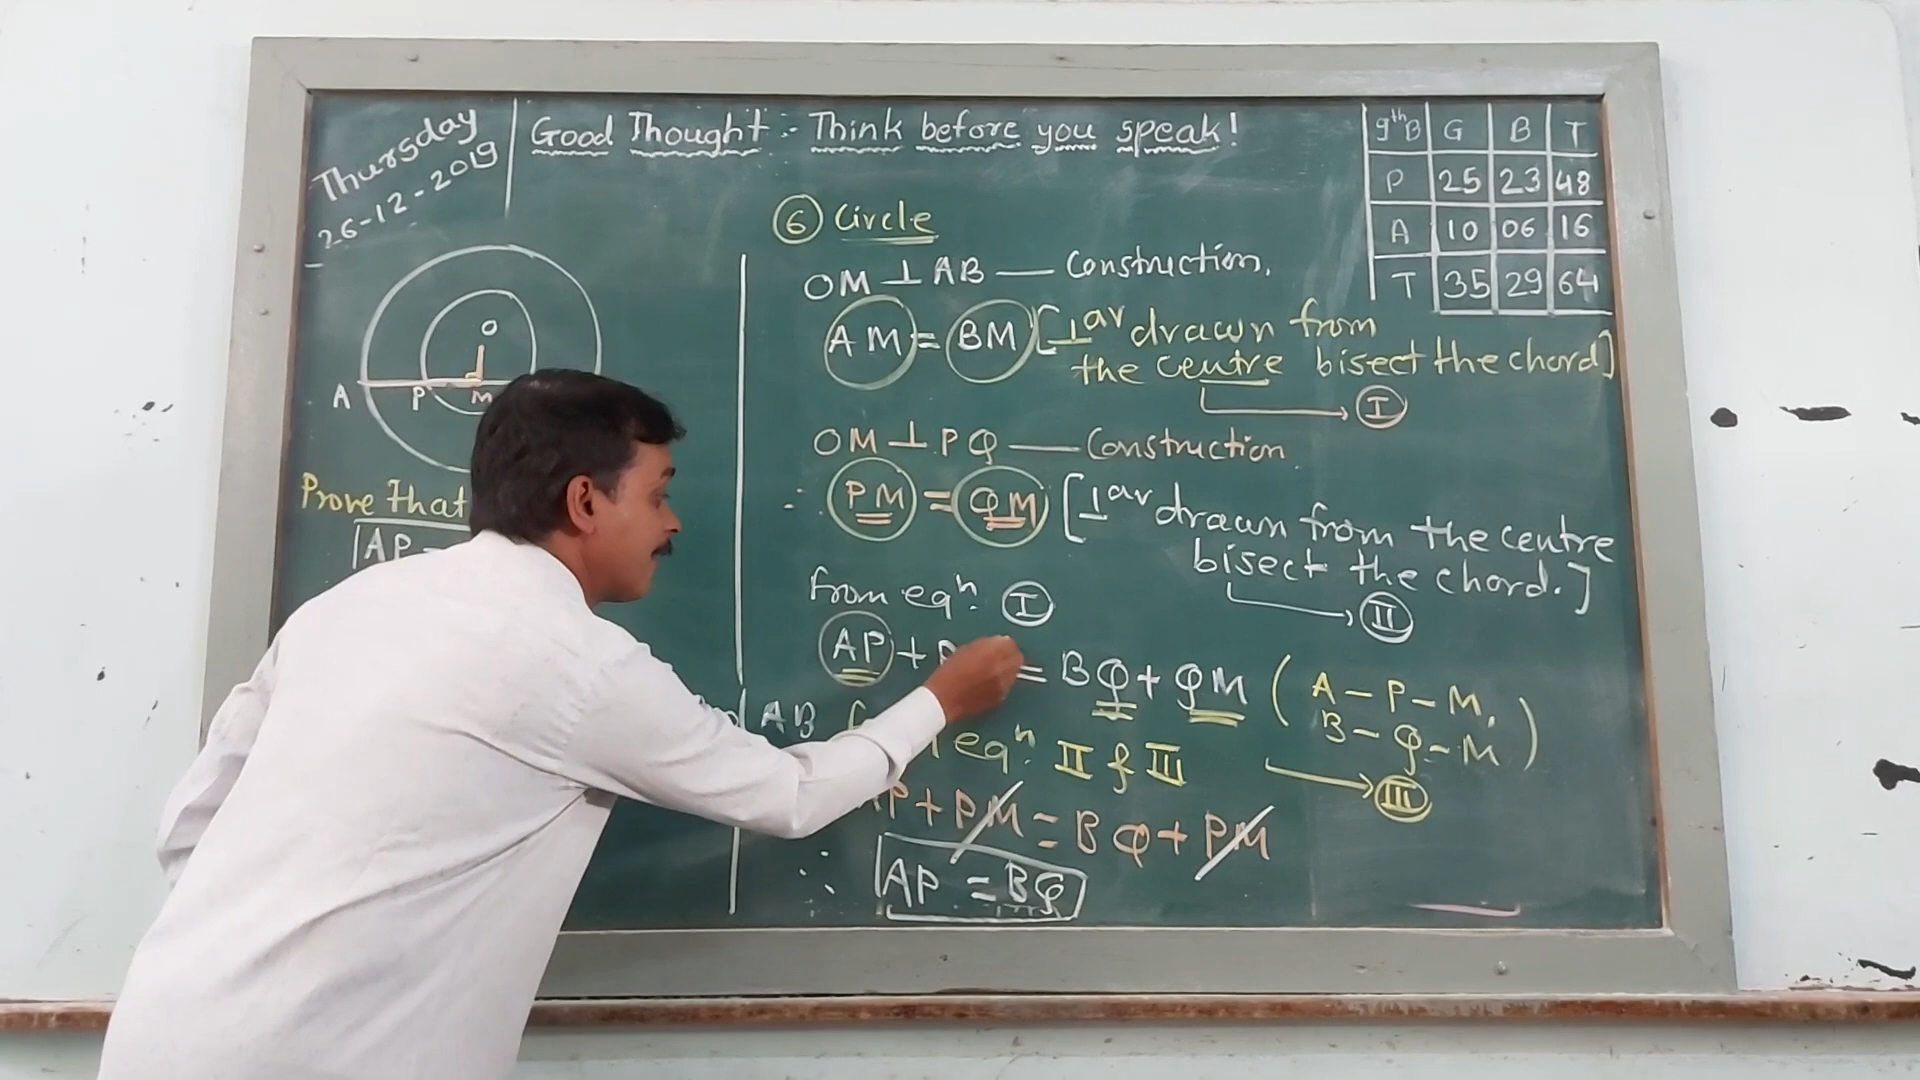 Thursday
26-12-2019
Good Thought :- Think before you speak!
9th B G B T
P 25 23 48
A 10 06 16
T 35 29 64
O
A P M
Prove That
AP =
6 Circle
OM ⊥ AB — Construction.
AM = BM [⊥ar drawn from
the centre bisect the chord]
I
OM ⊥ PQ — Construction
∴ PM = QM [⊥ar drawn from the centre
bisect the chord.]
II
from eqn. I
AP + P = BQ + QM ( A - P - M,
B - Q - M )
AB
eqn. II & III
III
AP + PM = BQ + PM
∴ AP = BQ